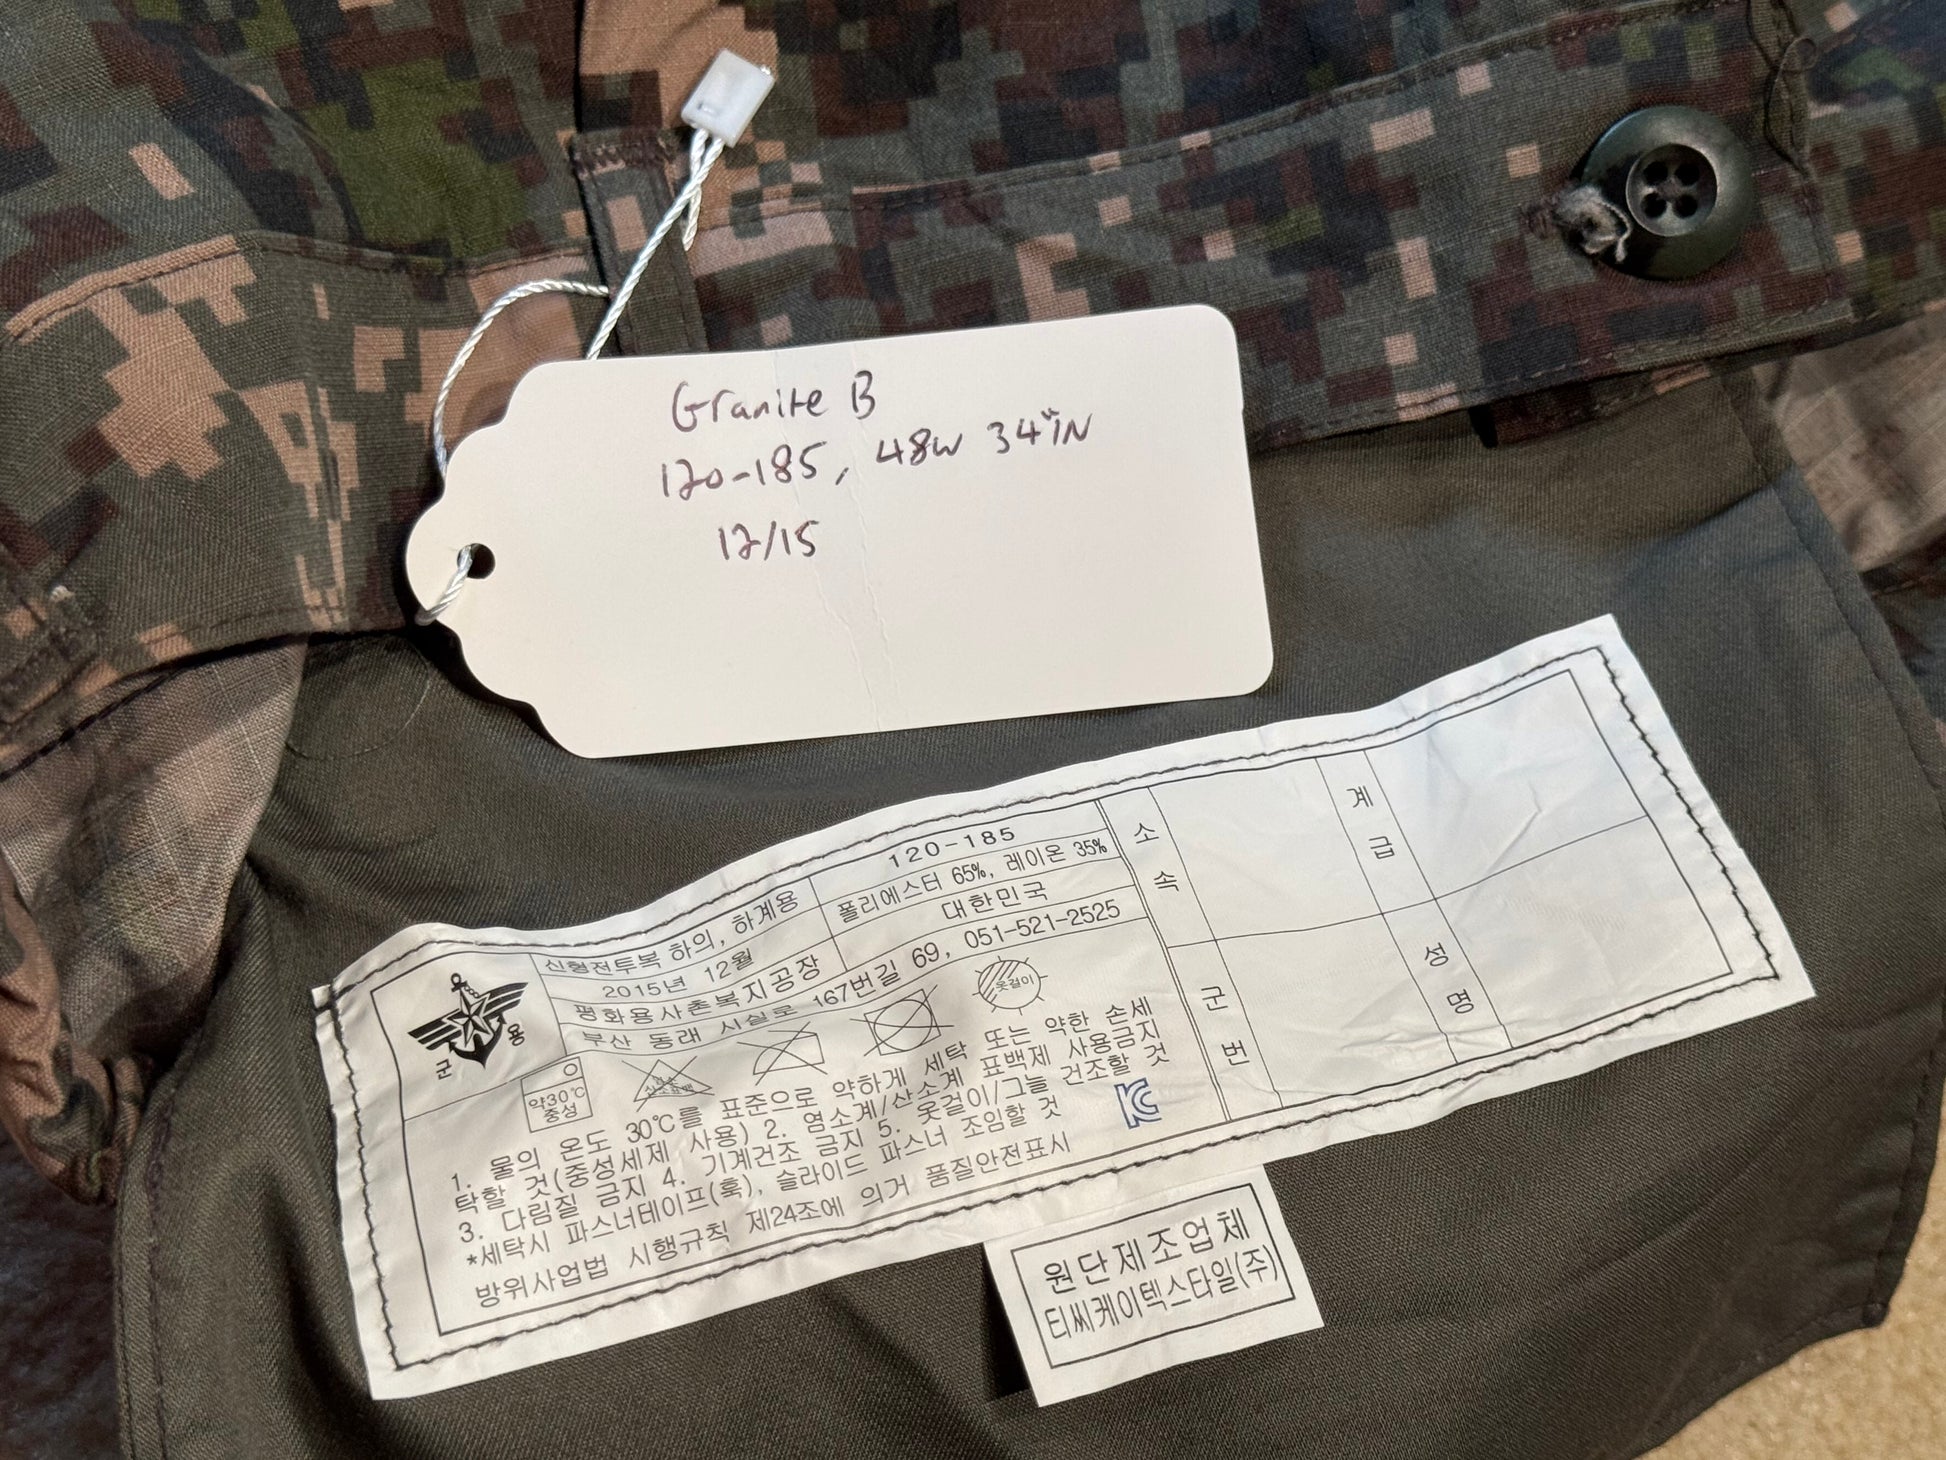 Granite B
120-185, 48W 34"IN
12/15
군 용
신형전투복 하의, 하계용
120-185
2015년 12월
폴리에스터 65%, 레이온 35%
평화용사촌복지공장
대한민국
부산 동래 시실로 167번길 69, 051-521-2525
약30℃
중성
옷걸이
1. 물의 온도 30℃를 표준으로 약하게 세탁 또는 약한 손세
탁할 것(중성세제 사용) 2. 염소계/산소계 표백제 사용금지
3. 다림질 금지 4. 기계건조 금지 5. 옷걸이/그늘 건조할 것
*세탁시 파스너테이프(훅), 슬라이드 파스너 조임할 것
방위사업법 시행규칙 제24조에 의거 품질안전표시
소속
계급
군번
성명
원단제조업체
티씨케이텍스타일(주)